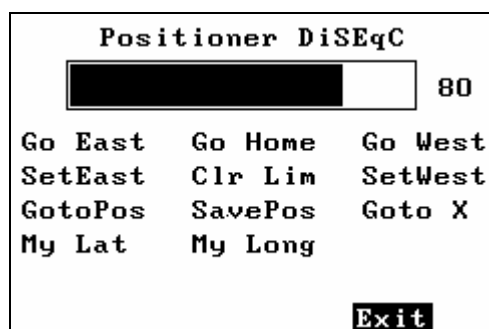 Positioner DiSEqC
80
Go East Go Home Go West
SetEast Clr Lim SetWest
GotoPos SavePos Goto X
My Lat My Long
Exit